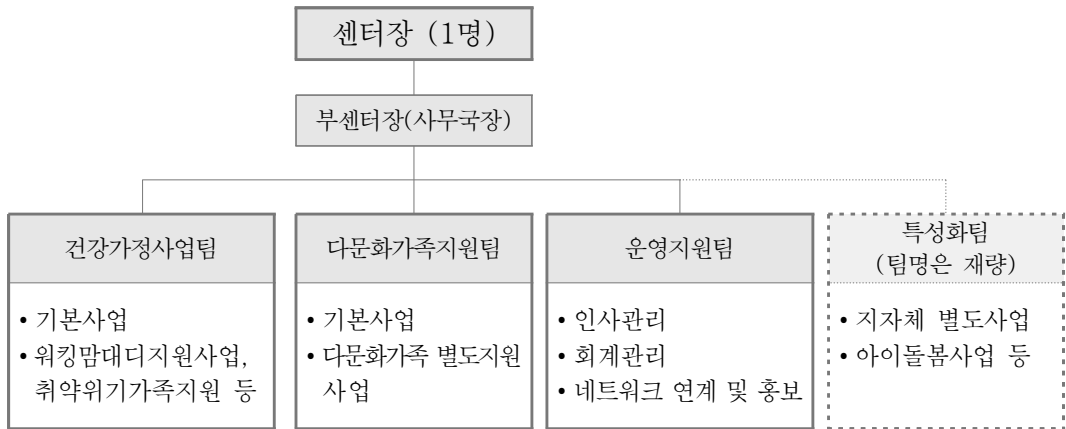 센터장 (1명)
부센터장(사무국장)
건강가정사업팀
• 기본사업
• 워킹맘대디지원사업,
취약위기가족지원 등
다문화가족지원팀
• 기본사업
• 다문화가족 별도지원
사업
운영지원팀
• 인사관리
• 회계관리
• 네트워크 연계 및 홍보
특성화팀
(팀명은 재량)
• 지자체 별도사업
• 아이돌봄사업 등